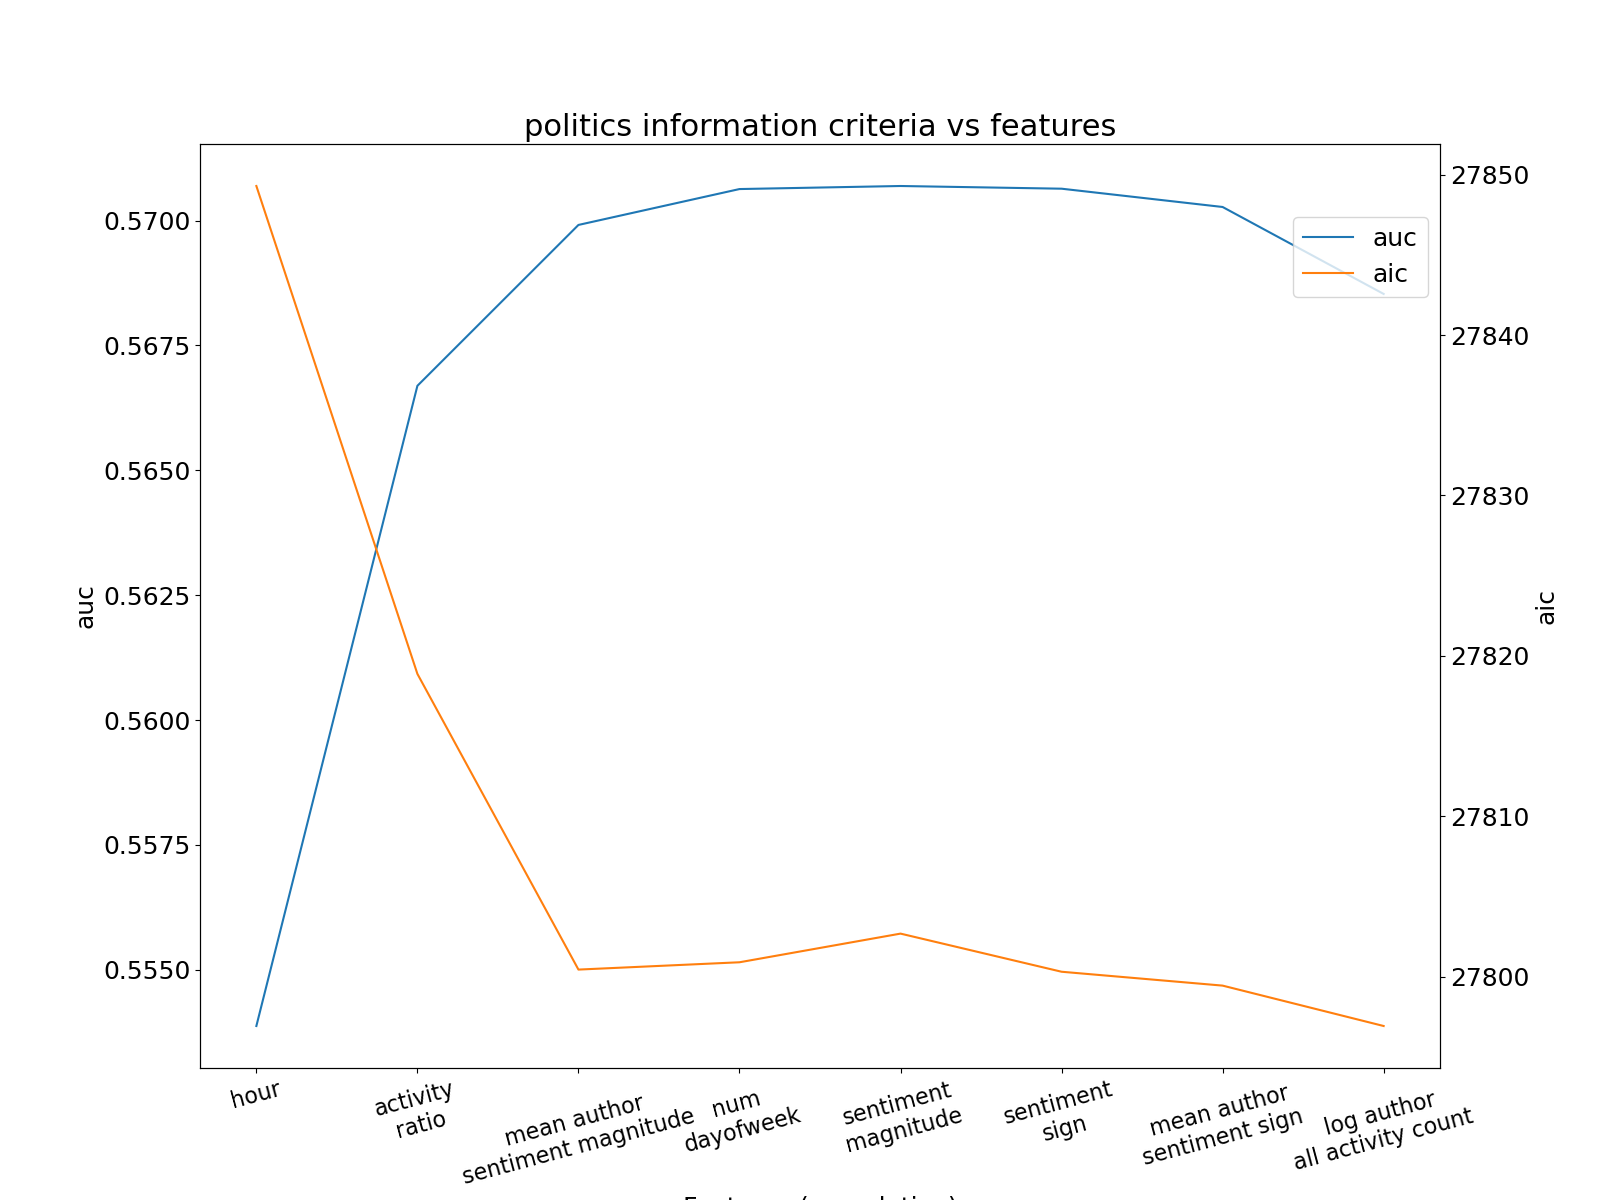 politics information criteria vs features
0.5700
0.5675
0.5650
0.5625
0.5600
0.5575
0.5550
auc
27850
27840
27830
27820
27810
27800
aic
auc
aic
hour
activity
ratio
mean author
sentiment magnitude
num
dayofweek
sentiment
magnitude
sentiment
sign
mean author
sentiment sign
log author
all activity count